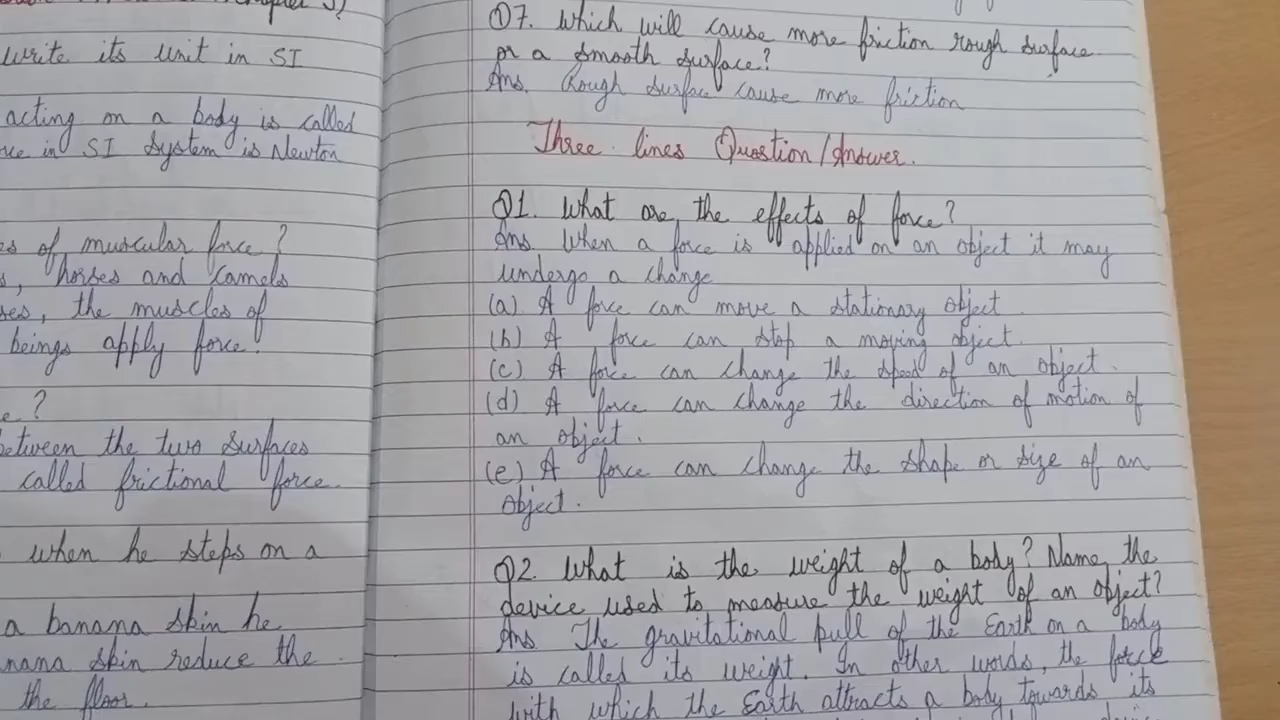 write its unit in SI
acting on a body is called
in SI System is Newton
of muscular force?
horses and Camels
the muscles of
beings apply force.
?
between the two surfaces
called frictional force.
when he steps on a
a banana skin he
skin reduce the
the floor.
Q7. Which will cause more friction rough surface
or a smooth surface?
Ans. Rough surface cause more friction
Three lines Question/Answer.
Q1. What are the effects of force?
Ans. When a force is applied on an object it may
undergo a change
(a) A force can move a stationary object
(b) A force can stop a moving object.
(c) A force can change the speed of an object.
(d) A force can change the direction of motion of
an object.
(e) A force can change the shape or size of an
object.
Q2. What is the weight of a body? Name the
device used to measure the weight of an object?
Ans The gravitational pull of the Earth on a body
is called its weight. In other words, the force
with which the Earth attracts a body towards its